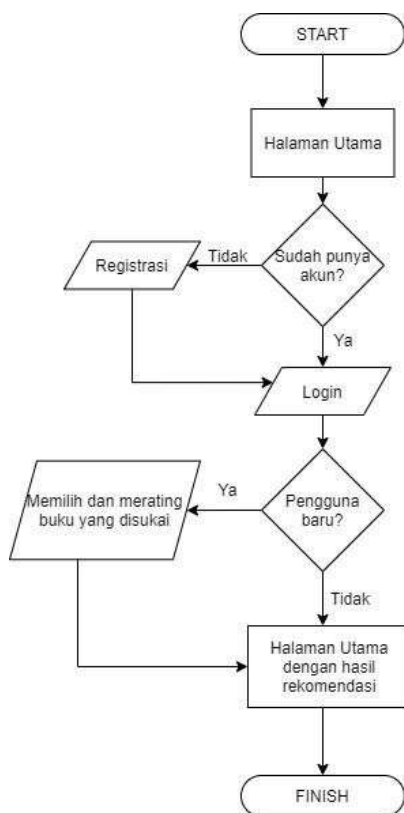 START
Halaman Utama
Sudah punya
akun?
Tidak
Registrasi
Ya
Login
Pengguna
baru?
Ya
Memilih dan merating
buku yang disukai
Tidak
Halaman Utama
dengan hasil
rekomendasi
FINISH